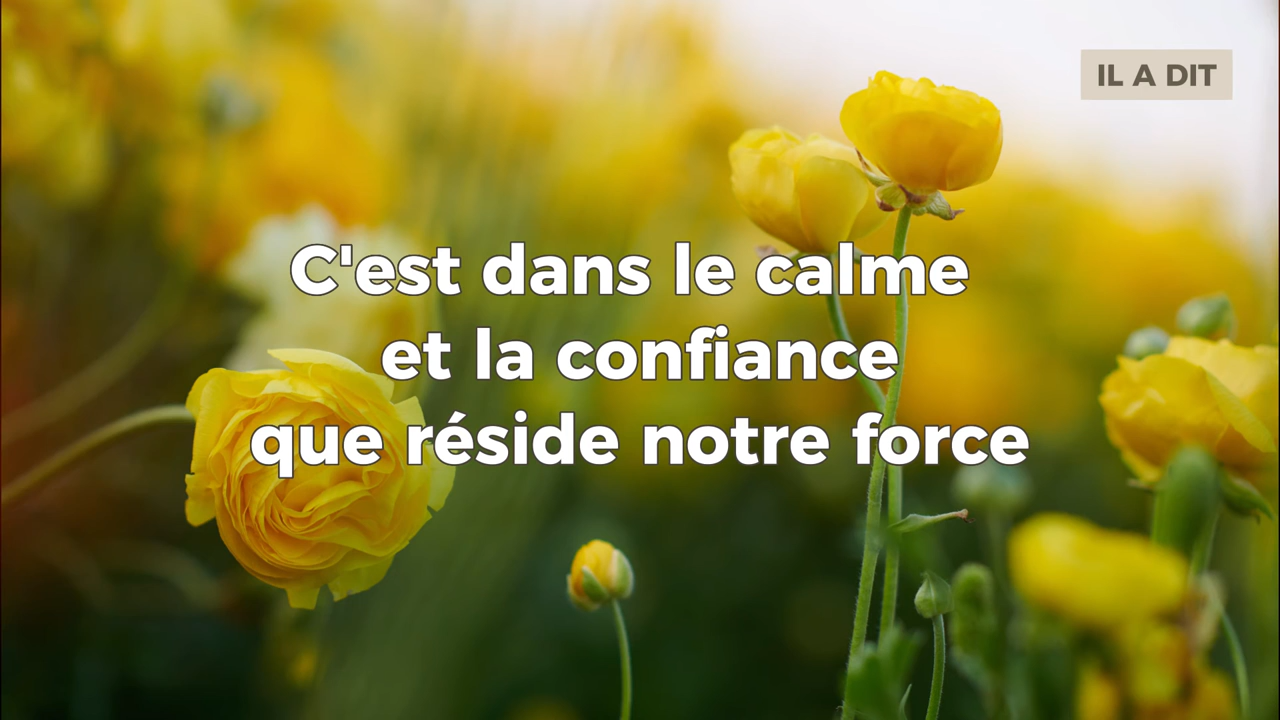 IL A DIT
C'est dans le calme
et la confiance
que réside notre force